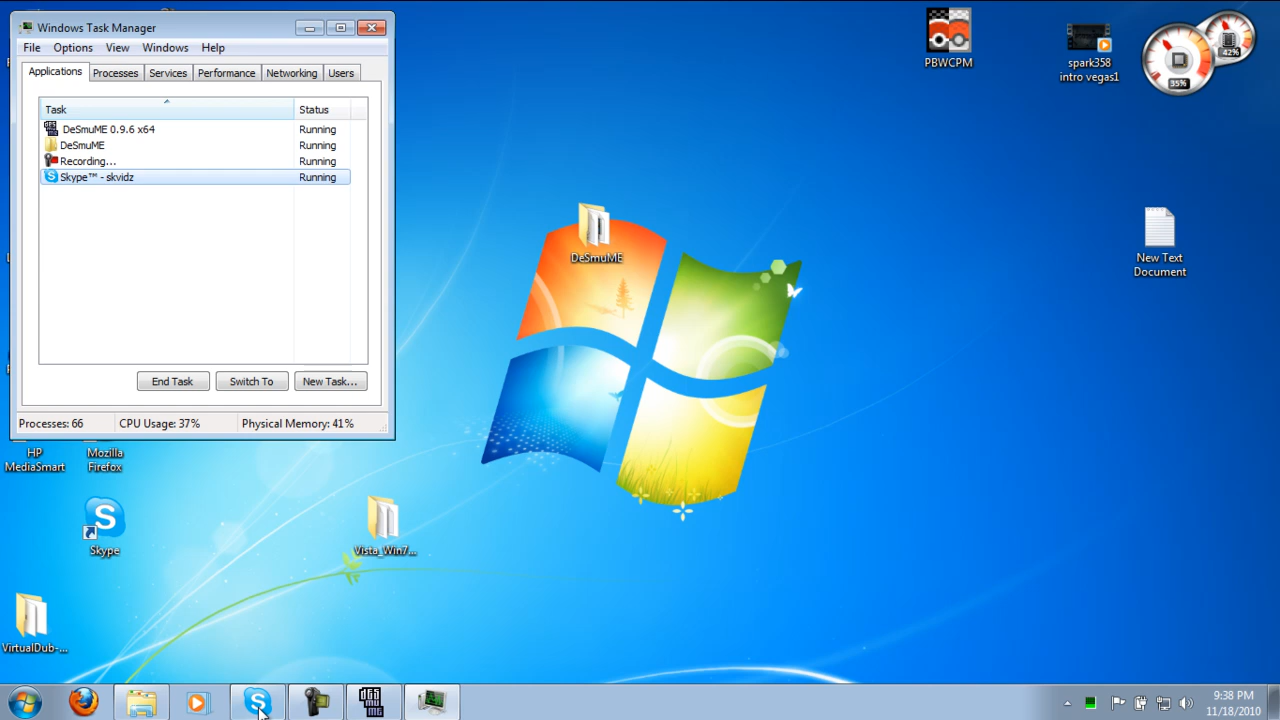 Windows Task Manager
File Options View Windows Help
Applications Processes Services Performance Networking Users
Task Status
DeSmuME 0.9.6 x64 Running
DeSmuME Running
Recording... Running
Skype™ - skvidz Running
End Task Switch To New Task...
Processes: 66 CPU Usage: 37% Physical Memory: 41%
PBWCPM
spark358
intro vegas1
42%
35%
DeSmuME
New Text
Document
HP
MediaSmart
Mozilla
Firefox
Skype
Vista_Win7...
VirtualDub-...
9:38 PM
11/18/2010